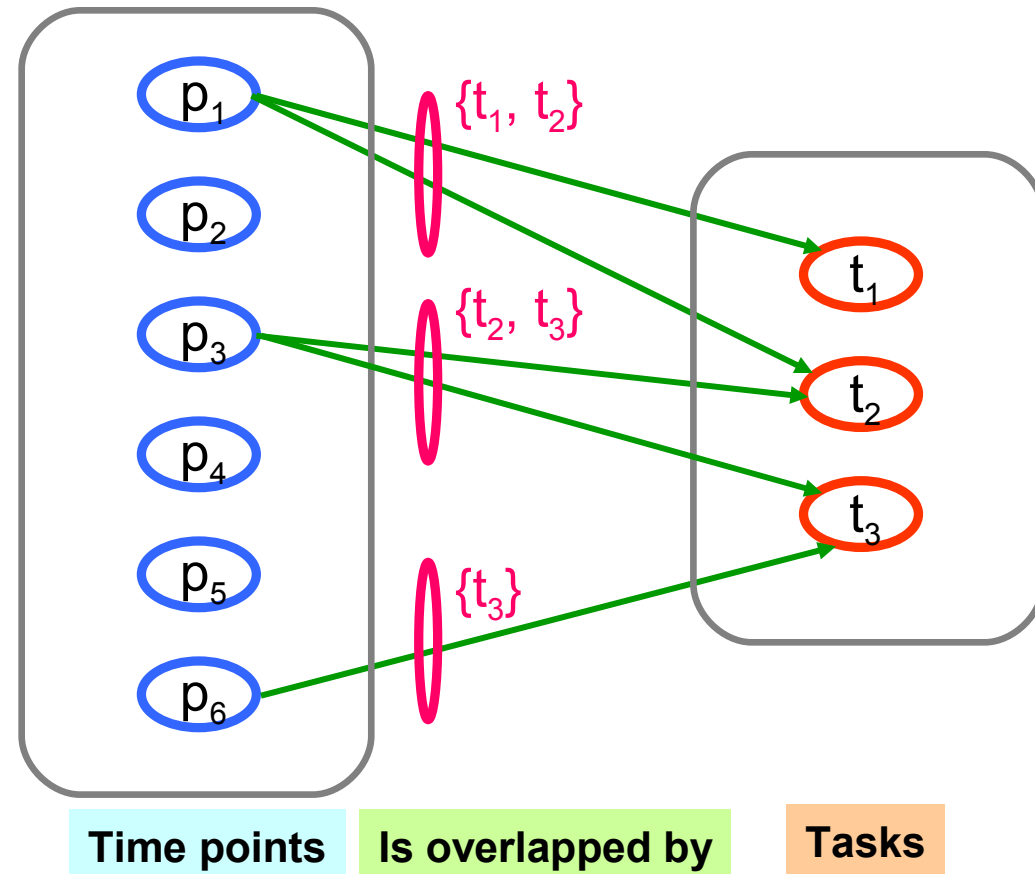 p₁
p₂
p₃
p₄
p₅
p₆
{t₁, t₂}
{t₂, t₃}
{t₃}
t₁
t₂
t₃
Time points
Is overlapped by
Tasks